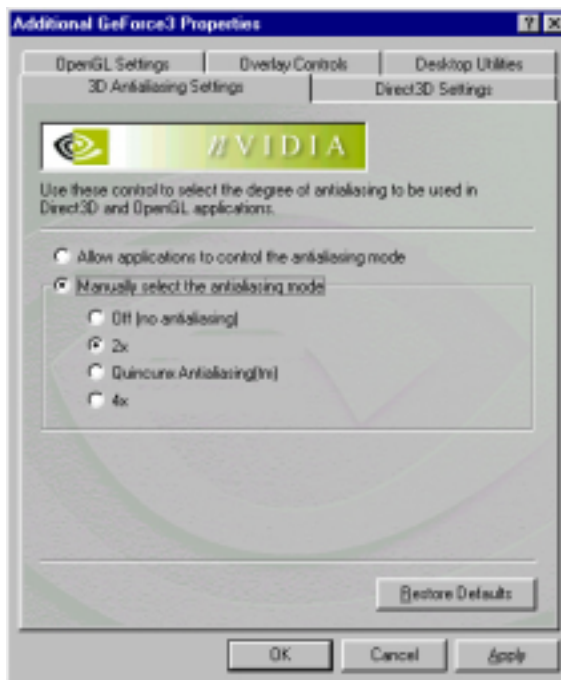 Additional GeForce3 Properties
OpenGL Settings
Overlay Controls
Desktop Utilities
3D Antialiasing Settings
Direct3D Settings
nVIDIA
Use these control to select the degree of antialiasing to be used in
Direct3D and OpenGL applications.
Allow applications to control the antialiasing mode
Manually select the antialiasing mode
Off (no antialiasing)
2x
Quincunx Antialiasing(tm)
4x
Restore Defaults
OK
Cancel
Apply